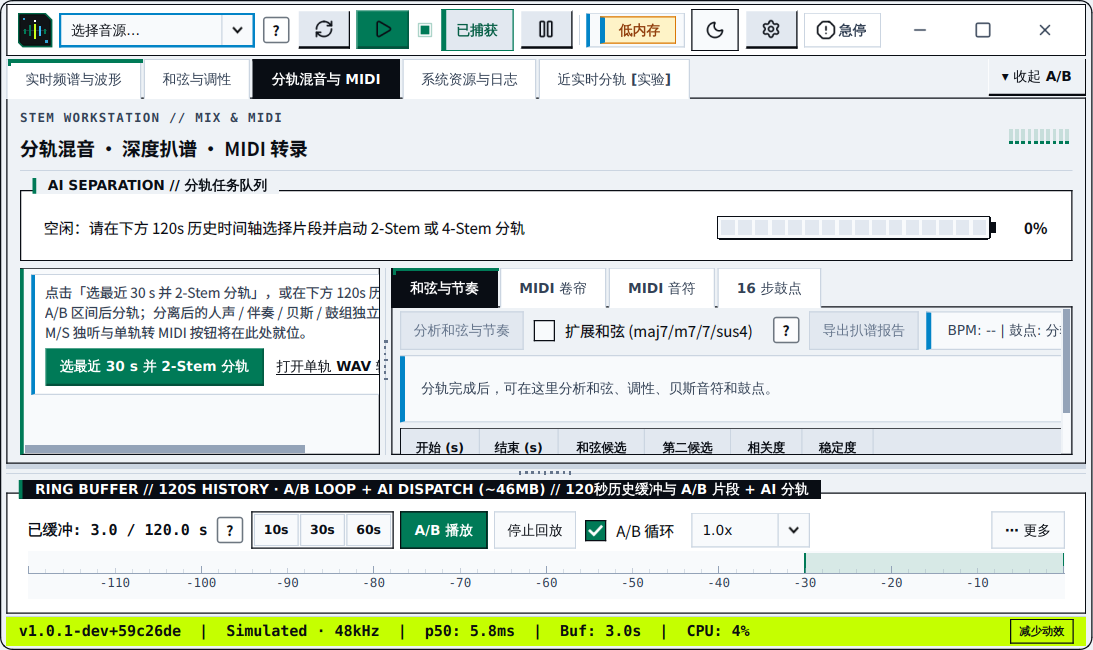 选择音源... ? 已捕获 低内存 急停
实时频谱与波形 和弦与调性 分轨混音与 MIDI 系统资源与日志 近实时分轨 [实验] ▾ 收起 A/B
STEM WORKSTATION // MIX & MIDI
分轨混音 • 深度扒谱 • MIDI 转录
AI SEPARATION // 分轨任务队列
空闲：请在下方 120s 历史时间轴选择片段并启动 2-Stem 或 4-Stem 分轨 0%
点击「选最近 30 s 并 2-Stem 分轨」，或在下方 120s 历
A/B 区间后分轨；分离后的人声 / 伴奏 / 贝斯 / 鼓组独立
M/S 独听与单轨转 MIDI 按钮将在此处就位。
选最近 30 s 并 2-Stem 分轨 打开单轨 WAV
和弦与节奏 MIDI 卷帘 MIDI 音符 16 步鼓点
分析和弦与节奏 扩展和弦 (maj7/m7/7/sus4) ? 导出扒谱报告 BPM: -- | 鼓点: 分
分轨完成后，可在这里分析和弦、调性、贝斯音符和鼓点。
开始 (s) 结束 (s) 和弦候选 第二候选 相关度 稳定度
RING BUFFER // 120S HISTORY · A/B LOOP + AI DISPATCH (~46MB) // 120秒历史缓冲与 A/B 片段 + AI 分轨
已缓冲: 3.0 / 120.0 s ? 10s 30s 60s A/B 播放 停止回放 A/B 循环 1.0x ··· 更多
-110 -100 -90 -80 -70 -60 -50 -40 -30 -20 -10
v1.0.1-dev+59c26de | Simulated · 48kHz | p50: 5.8ms | Buf: 3.0s | CPU: 4% 减少动效